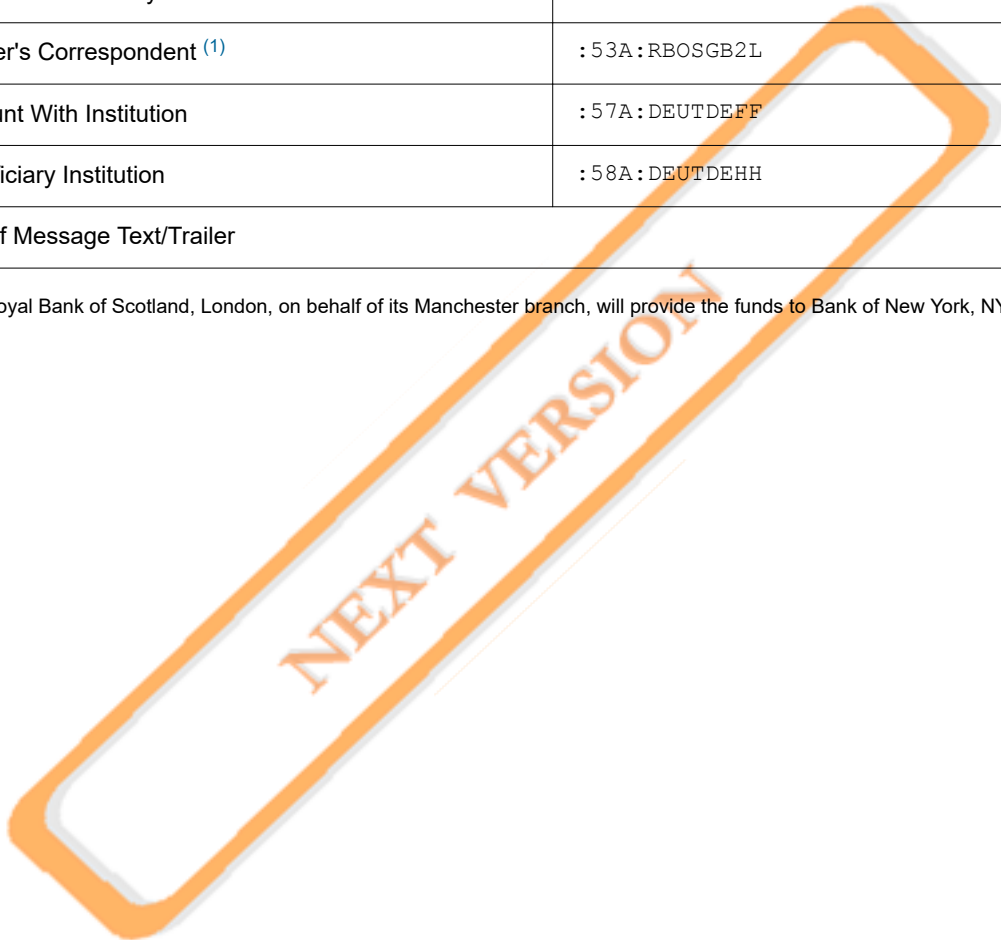 er's Correspondent (1) :53A:RBOSGB2L
unt With Institution :57A:DEUTDEFF
iciary Institution :58A:DEUTDEHH
f Message Text/Trailer
oyal Bank of Scotland, London, on behalf of its Manchester branch, will provide the funds to Bank of New York, NY
NEXT VERSION